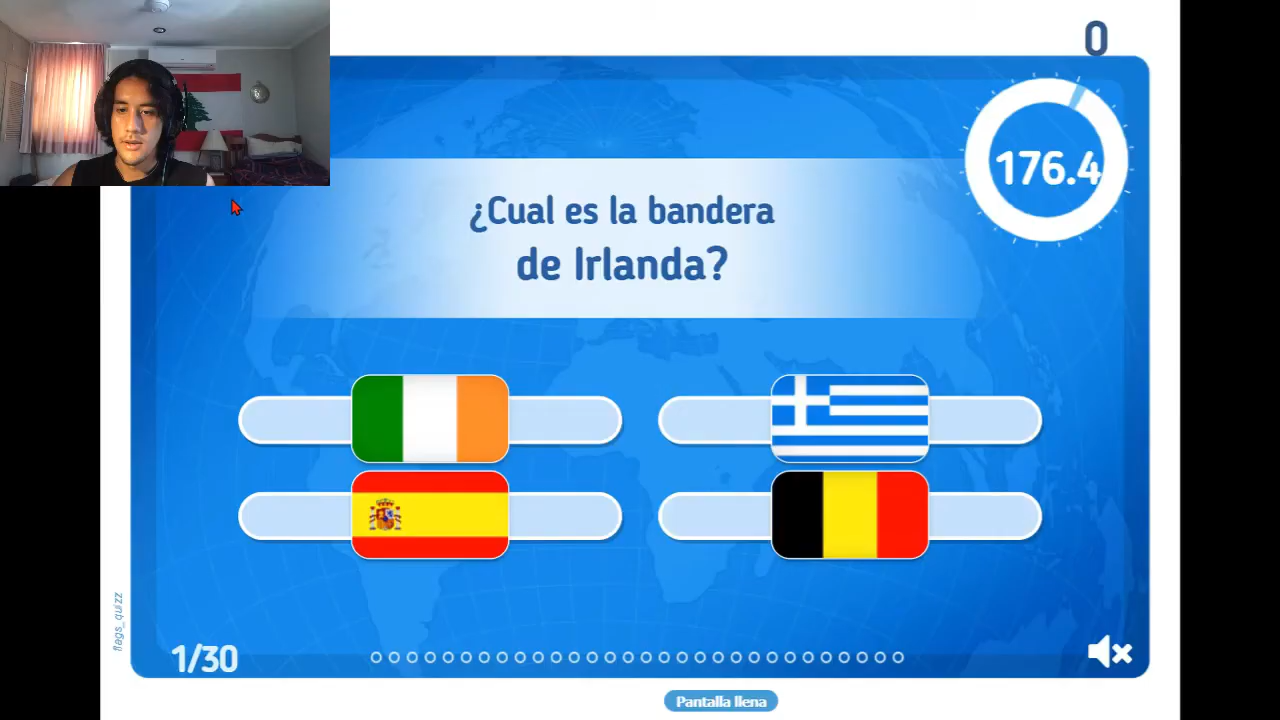 0
176.4
¿Cual es la bandera
de Irlanda?
flags_quizz
1/30
Pantalla llena